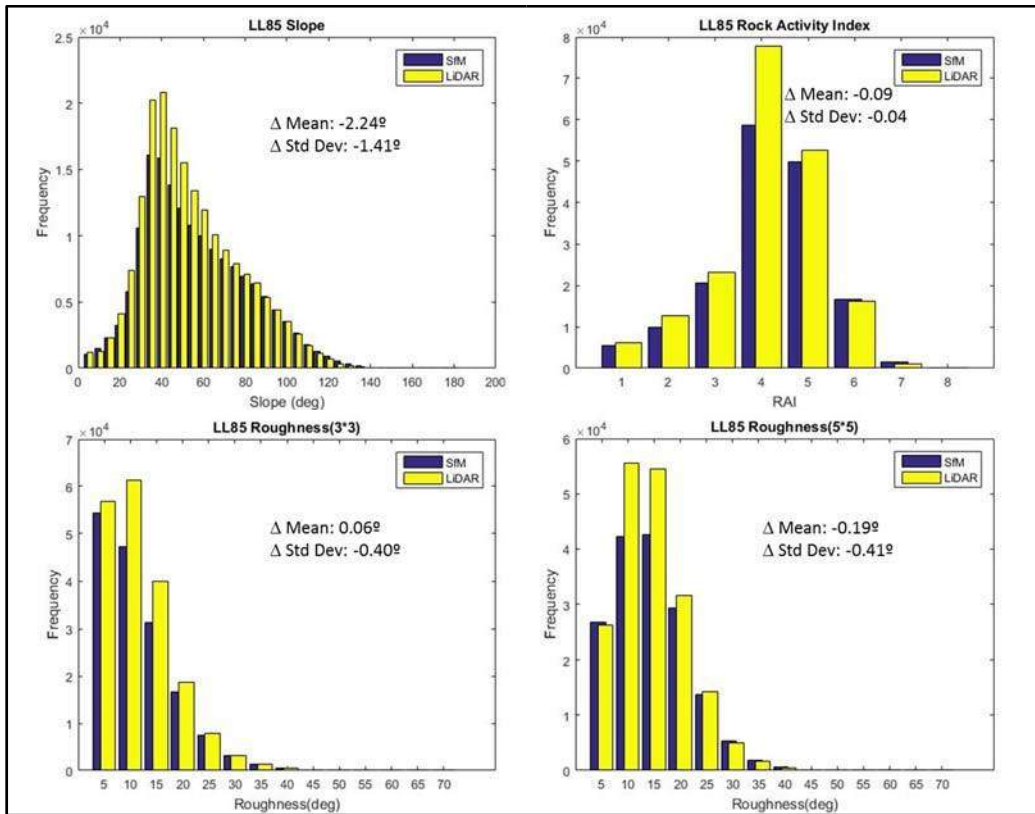 LL85 Slope
×10⁴
2.5
2
1.5
1
0.5
0
Frequency
SfM
LiDAR
Δ Mean: -2.24º
Δ Std Dev: -1.41º
20 40 60 80 100 120 140 160 180 200
Slope (deg)
LL85 Rock Activity Index
×10⁴
8
7
6
5
4
3
2
1
0
Frequency
SfM
LiDAR
Δ Mean: -0.09
Δ Std Dev: -0.04
1 2 3 4 5 6 7 8
RAI
LL85 Roughness(3*3)
×10⁴
7
6
5
4
3
2
1
0
Frequency
SfM
LiDAR
Δ Mean: 0.06º
Δ Std Dev: -0.40º
5 10 15 20 25 30 35 40 45 50 55 60 65 70
Roughness(deg)
LL85 Roughness(5*5)
×10⁴
6
5
4
3
2
1
0
Frequency
SfM
LiDAR
Δ Mean: -0.19º
Δ Std Dev: -0.41º
5 10 15 20 25 30 35 40 45 50 55 60 65 70
Roughness(deg)